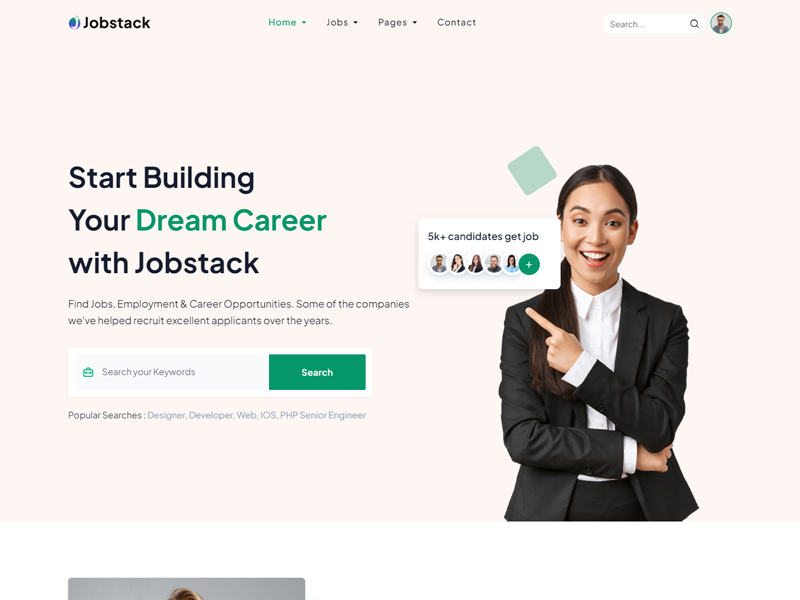 Jobstack
Home Jobs Pages Contact
Search...
Start Building
Your Dream Career
with Jobstack
5k+ candidates get job
+
Find Jobs, Employment & Career Opportunities. Some of the companies
we've helped recruit excellent applicants over the years.
Search your Keywords
Search
Popular Searches : Designer, Developer, Web, IOS, PHP Senior Engineer